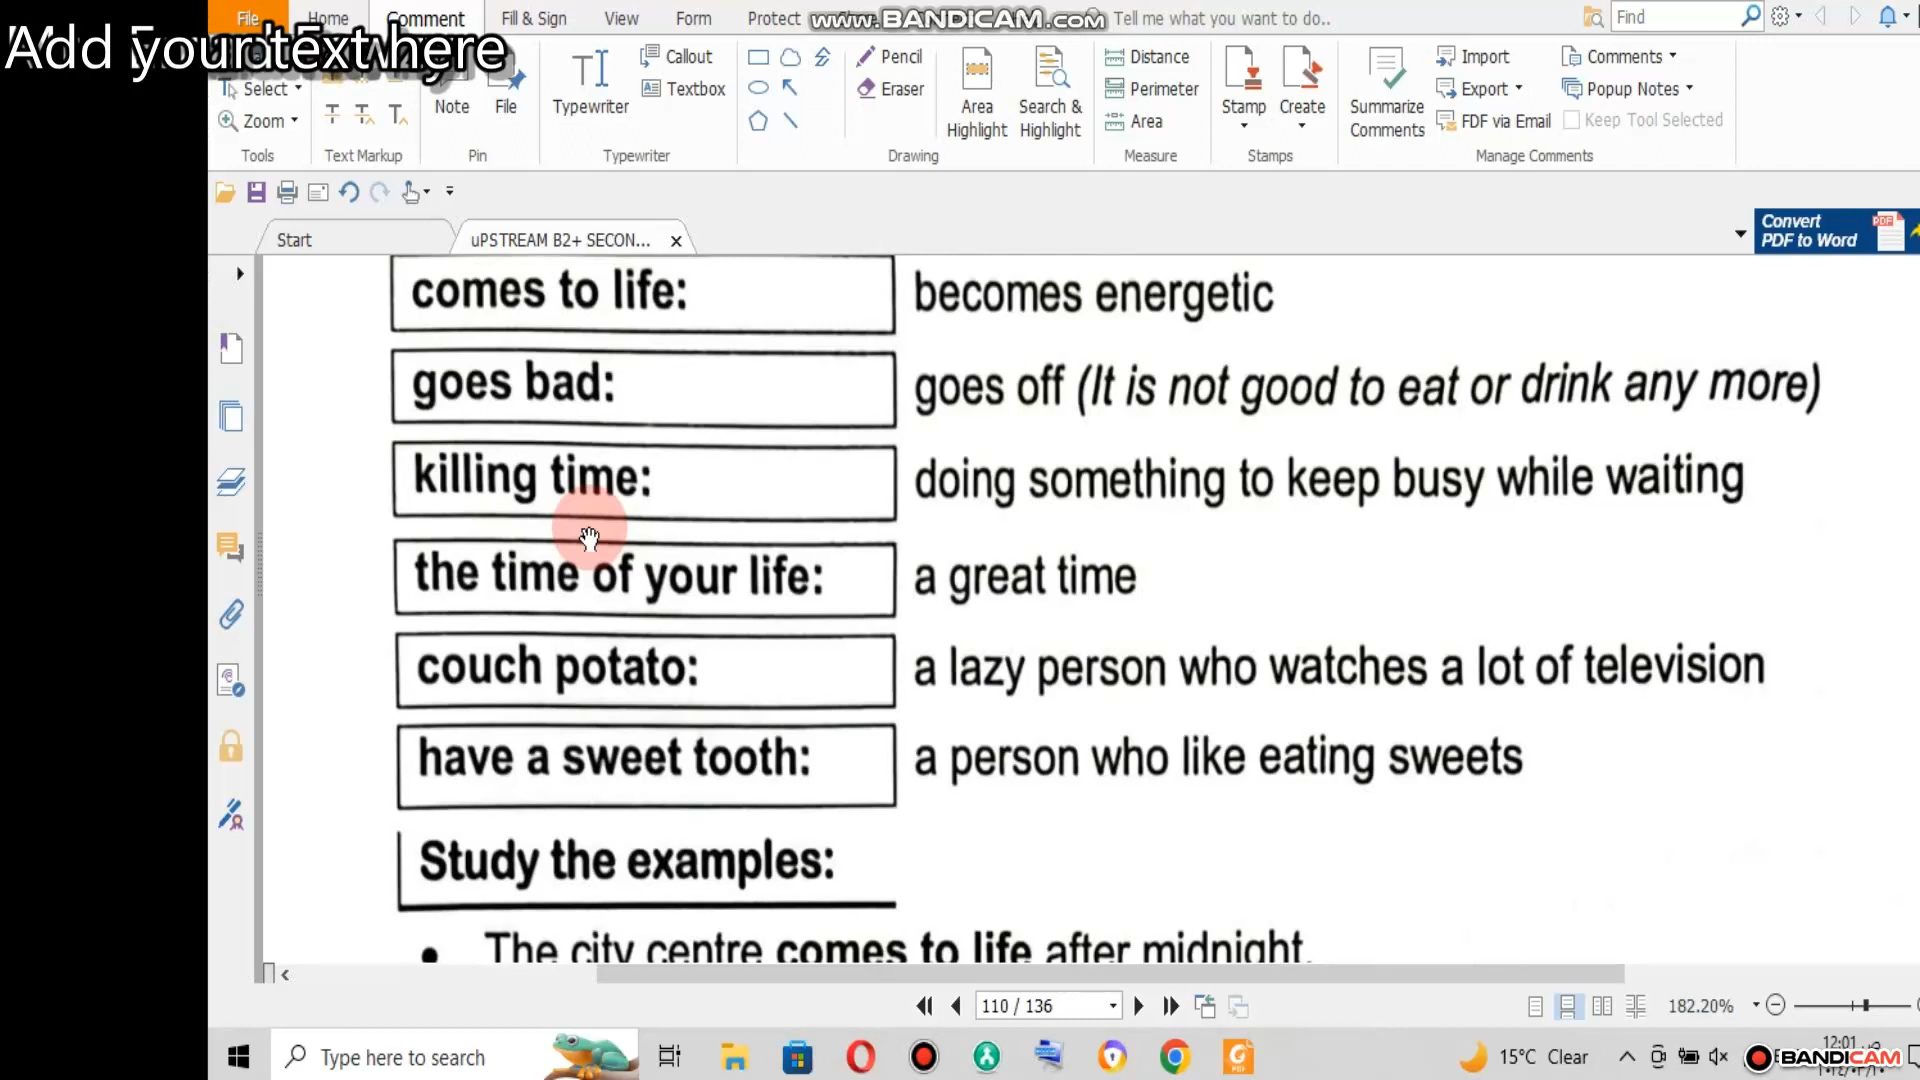 File Home Comment Fill & Sign View Form Protect www.BANDICAM.com Tell me what you want to do.. Find
Add your text here
Callout Pencil Distance Import Comments
Select Textbox Eraser Perimeter Export Popup Notes
Note File Typewriter Area Highlight Search & Highlight Stamp Create Summarize Comments
Zoom Area FDF via Email Keep Tool Selected
Tools Text Markup Pin Typewriter Drawing Measure Stamps Manage Comments
Start uPSTREAM B2+ SECON... Convert
PDF to Word
PDF
comes to life: becomes energetic
goes bad: goes off (It is not good to eat or drink any more)
killing time: doing something to keep busy while waiting
the time of your life: a great time
couch potato: a lazy person who watches a lot of television
have a sweet tooth: a person who like eating sweets
Study the examples:
• The city centre comes to life after midnight.
110 / 136 182.20%
Type here to search 15°C Clear 12:01
BANDICAM